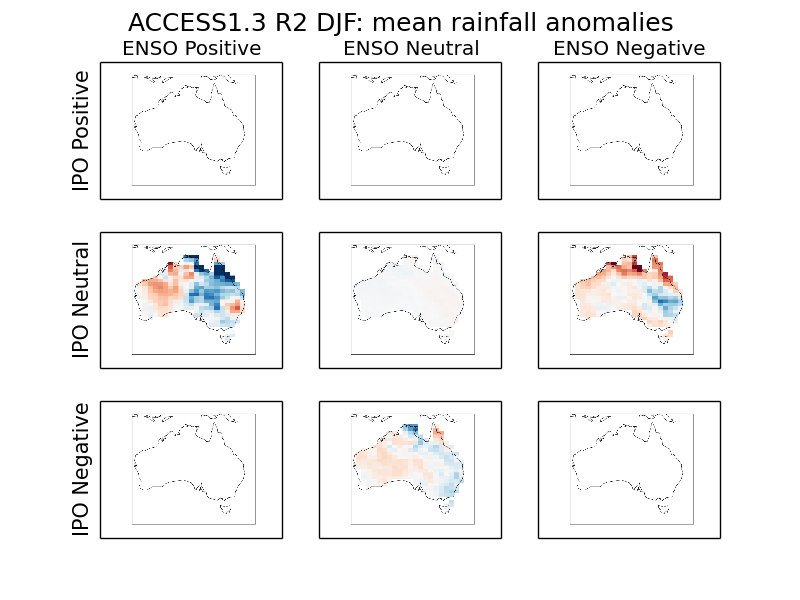 ACCESS1.3 R2 DJF: mean rainfall anomalies
ENSO Positive
ENSO Neutral
ENSO Negative
IPO Positive
IPO Neutral
IPO Negative